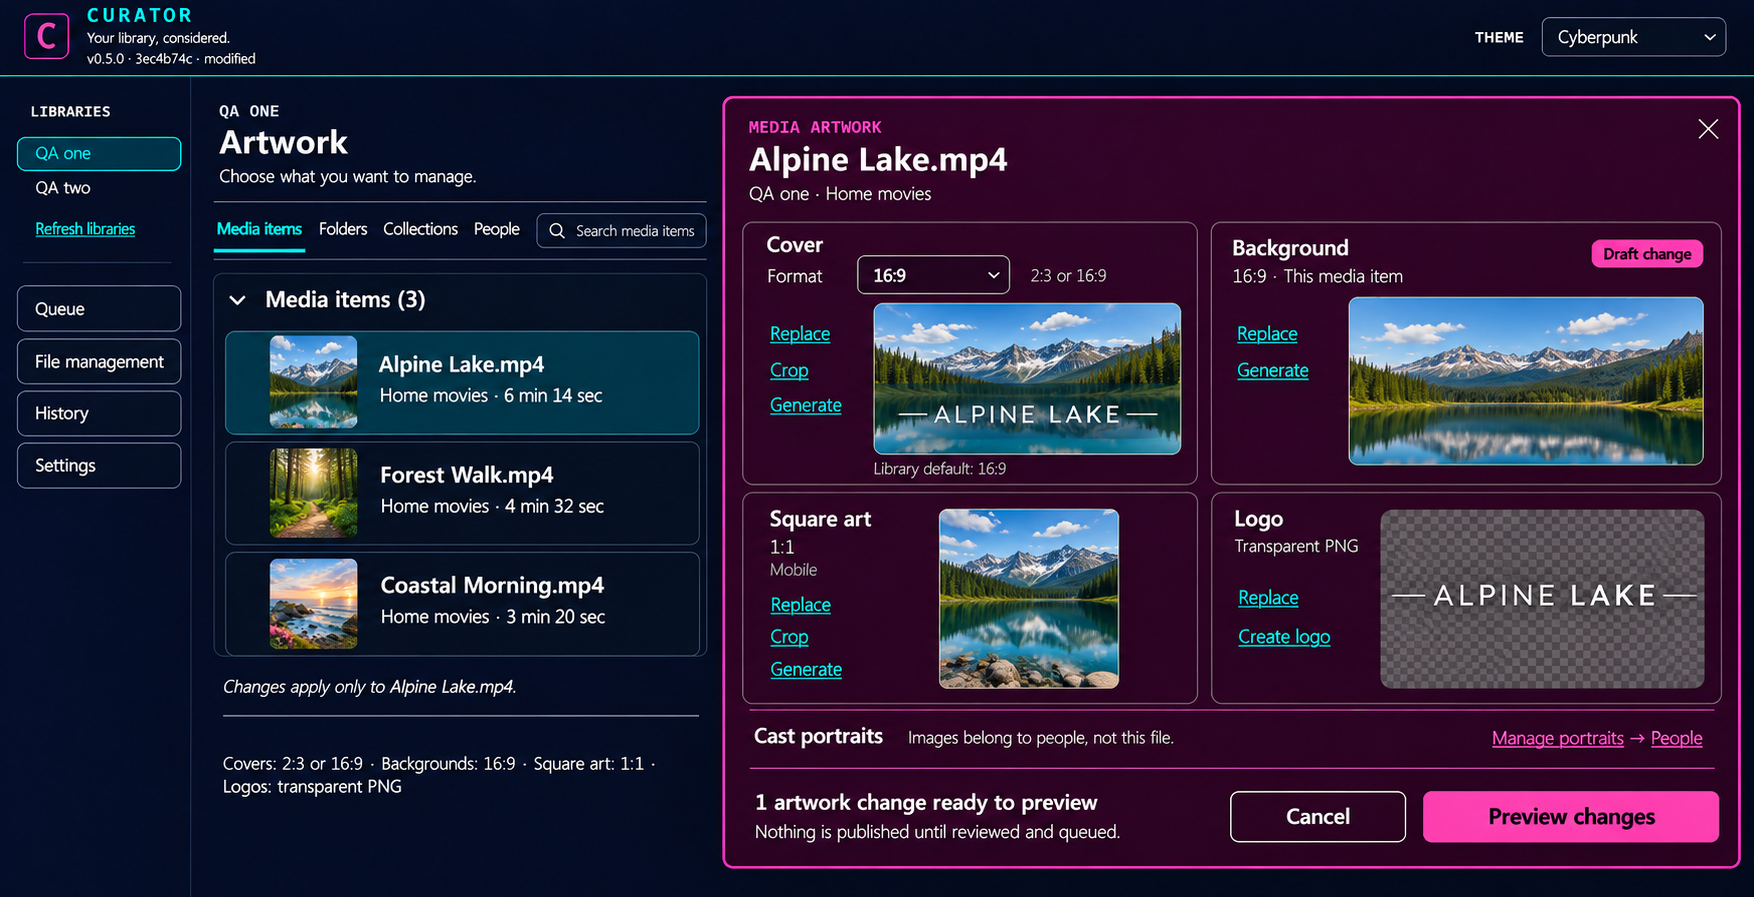 C
CURATOR
Your library, considered.
v0.5.0 · 3ec4b74c · modified
THEME
Cyberpunk
LIBRARIES
QA one
QA two
Refresh libraries
Queue
File management
History
Settings
QA ONE
Artwork
Choose what you want to manage.
Media items Folders Collections People Search media items
Media items (3)
Alpine Lake.mp4
Home movies · 6 min 14 sec
Forest Walk.mp4
Home movies · 4 min 32 sec
Coastal Morning.mp4
Home movies · 3 min 20 sec
Changes apply only to Alpine Lake.mp4.
Covers: 2:3 or 16:9 · Backgrounds: 16:9 · Square art: 1:1 ·
Logos: transparent PNG
MEDIA ARTWORK
Alpine Lake.mp4
QA one · Home movies
Cover
Format 16:9 2:3 or 16:9
Replace
Crop
Generate
ALPINE LAKE
Library default: 16:9
Background
Draft change
16:9 · This media item
Replace
Generate
Square art
1:1
Mobile
Replace
Crop
Generate
Logo
Transparent PNG
Replace
Create logo
ALPINE LAKE
Cast portraits Images belong to people, not this file. Manage portraits → People
1 artwork change ready to preview
Nothing is published until reviewed and queued.
Cancel
Preview changes